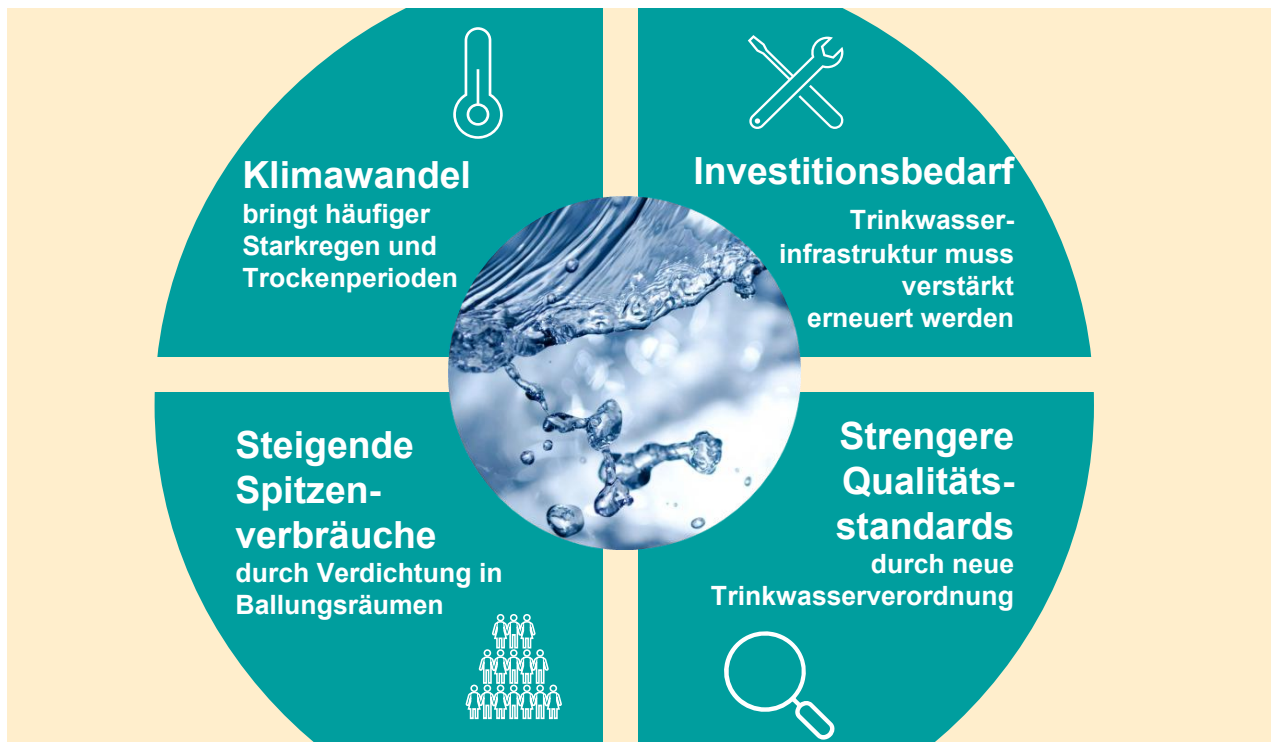 Klimawandel
bringt häufiger
Starkregen und
Trockenperioden
Investitionsbedarf
Trinkwasser-
infrastruktur muss
verstärkt
erneuert werden
Steigende
Spitzen-
verbräuche
durch Verdichtung in
Ballungsräumen
Strengere
Qualitäts-
standards
durch neue
Trinkwasserverordnung